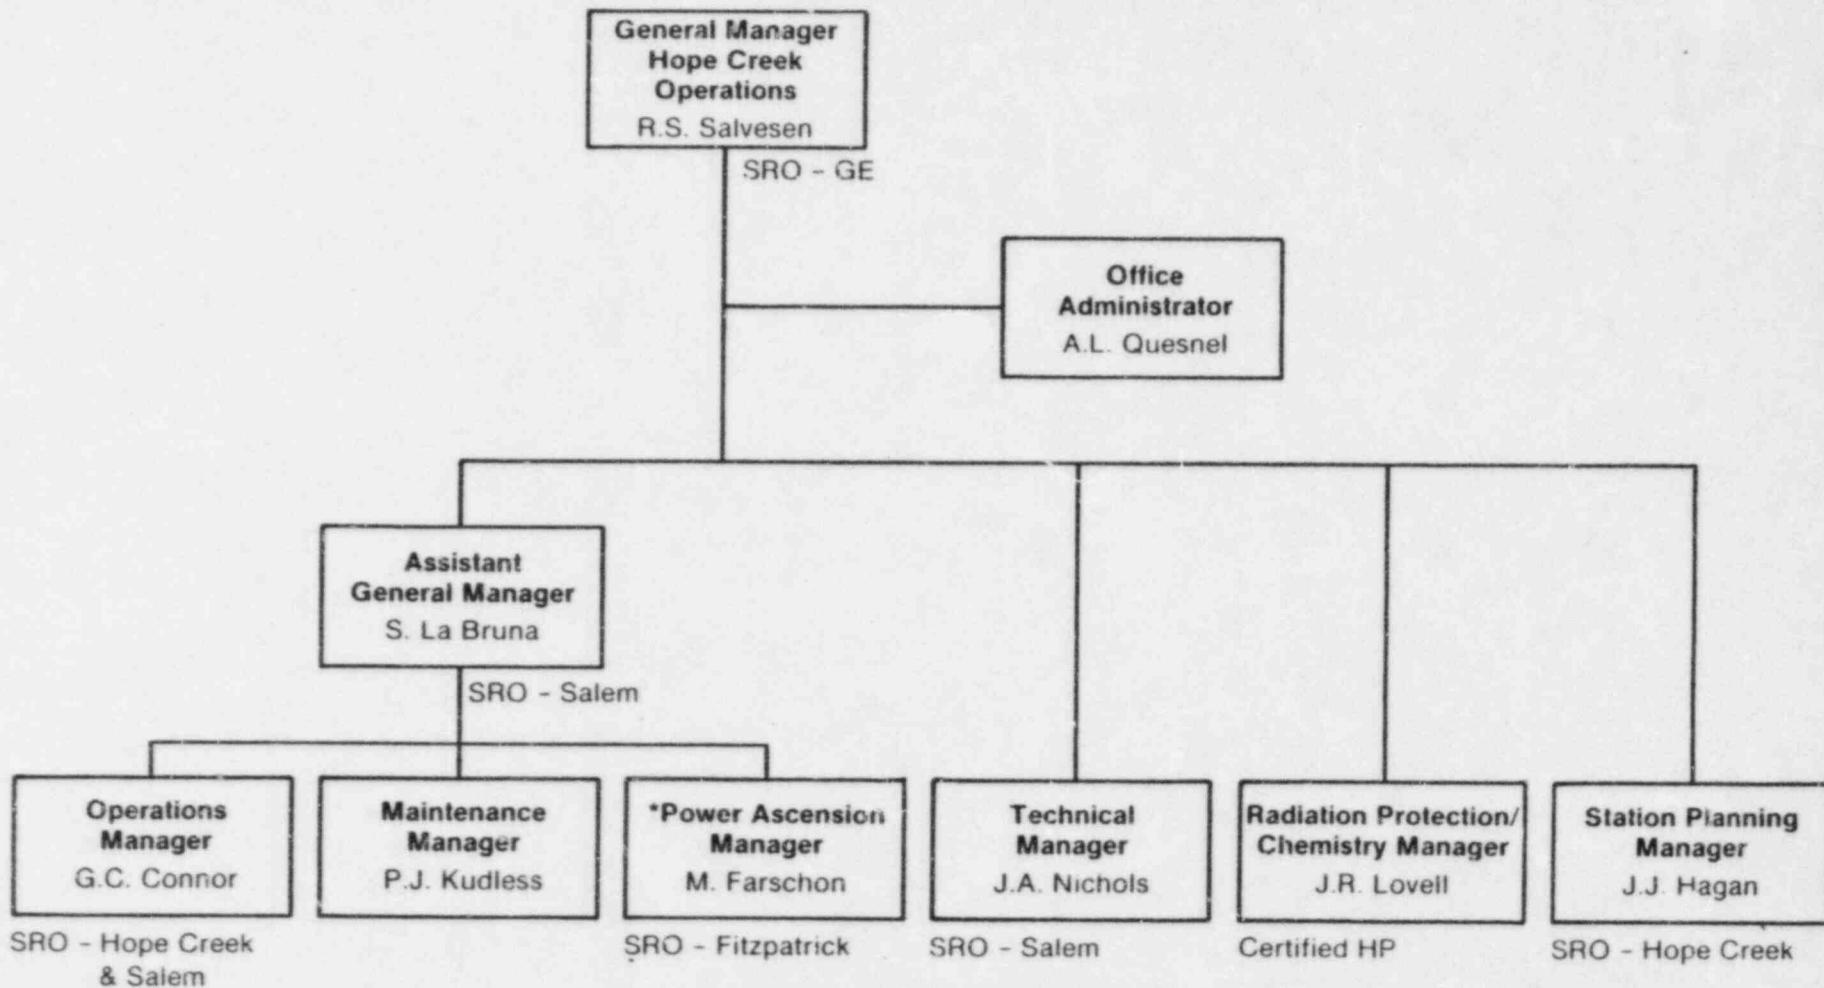 General Manager
Hope Creek
Operations
R.S. Salvesen
SRO - GE
Office
Administrator
A.L. Quesnel
Assistant
General Manager
S. La Bruna
SRO - Salem
Operations
Manager
G.C. Connor
SRO - Hope Creek
& Salem
Maintenance
Manager
P.J. Kudless
*Power Ascension
Manager
M. Farschon
SRO - Fitzpatrick
Technical
Manager
J.A. Nichols
SRO - Salem
Radiation Protection/
Chemistry Manager
J.R. Lovell
Certified HP
Station Planning
Manager
J.J. Hagan
SRO - Hope Creek